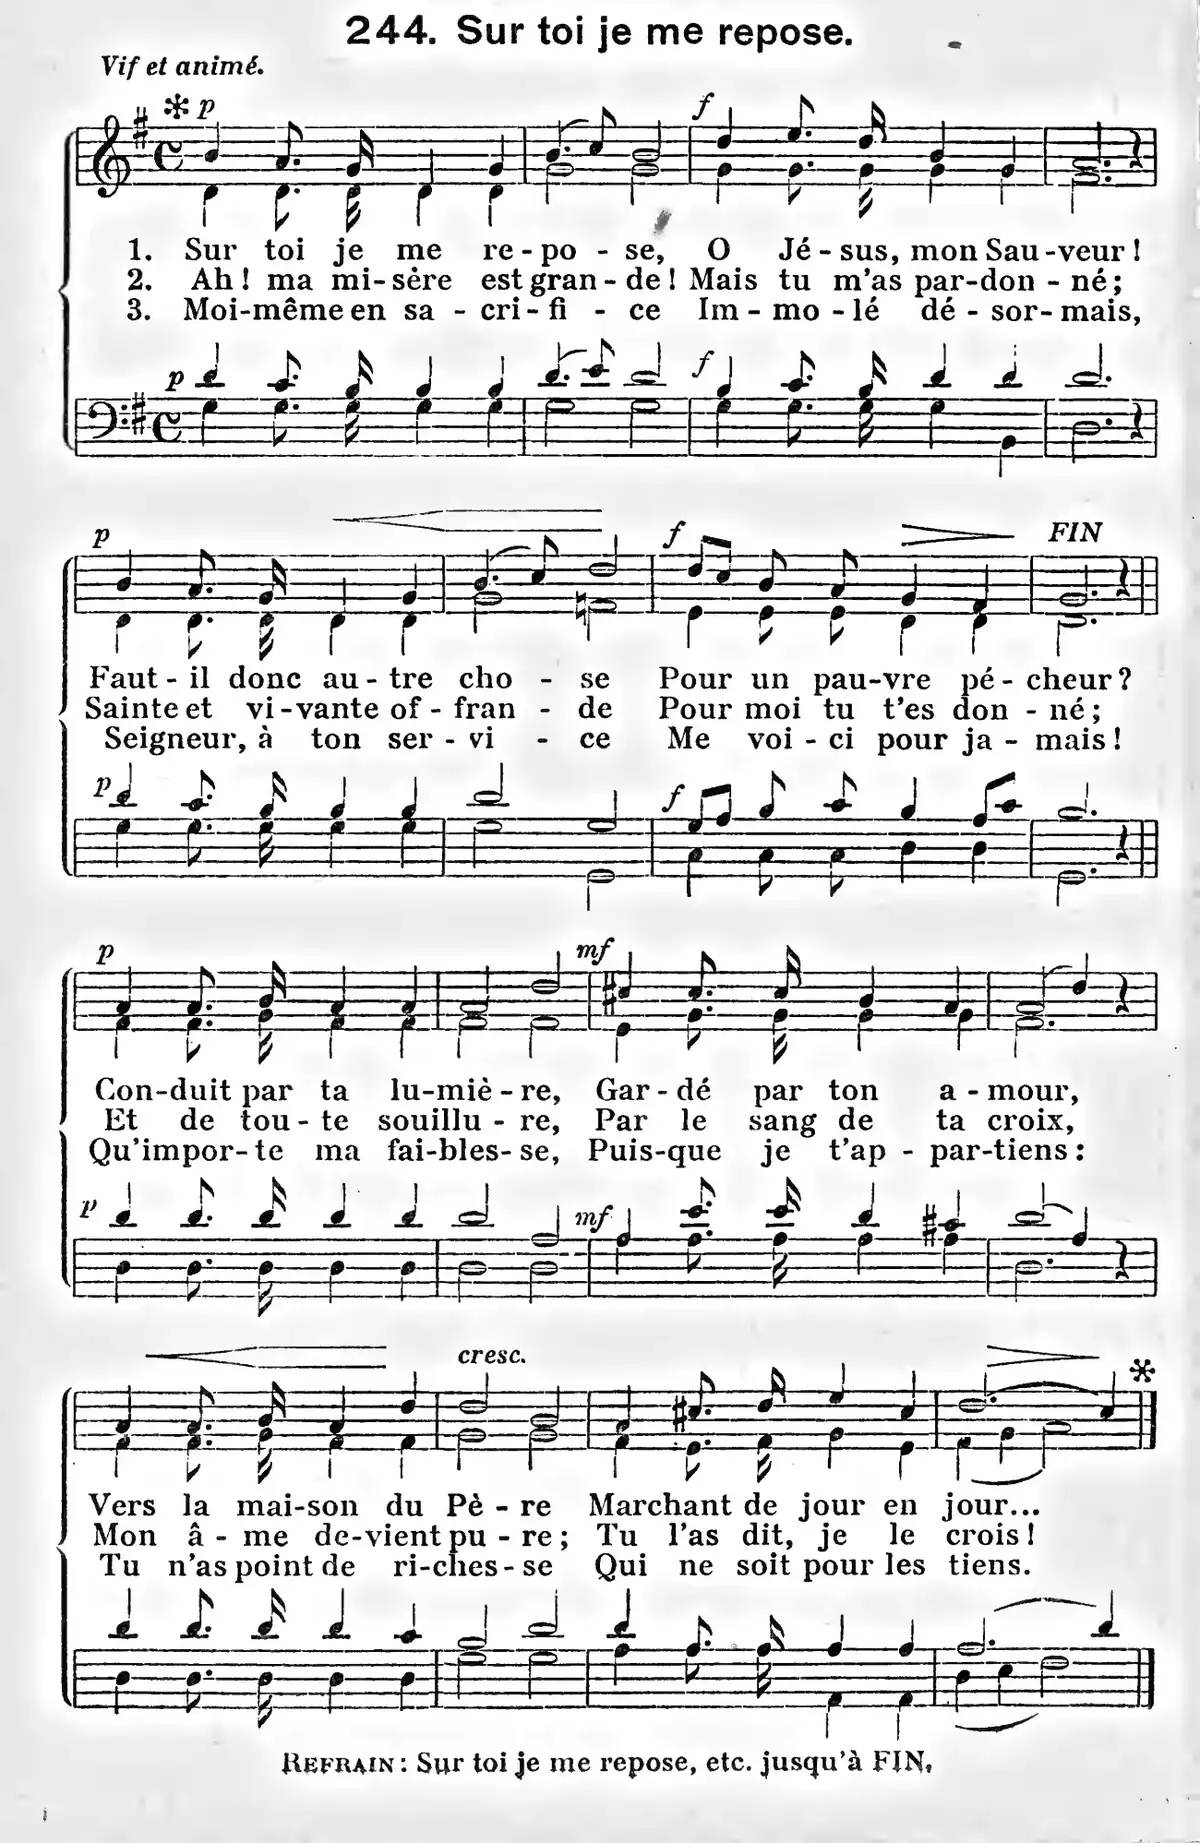 244. Sur toi je me repose.
Vif et animé.
p f
1. Sur toi je me re-po-se, O Jé-sus, mon Sau-veur!
2. Ah! ma mi-sère est gran-de! Mais tu m'as par-don-né;
3. Moi-même en sa-cri-fi-ce Im-mo-lé dé-sor-mais,
p f
p f FIN
Faut-il donc au-tre cho-se Pour un pau-vre pé-cheur?
Sainte et vi-vante of-fran-de Pour moi tu t'es don-né;
Seigneur, à ton ser-vi-ce Me voi-ci pour ja-mais!
p f
p mf
Con-duit par ta lu-miè-re, Gar-dé par ton a-mour,
Et de tou-te souillu-re, Par le sang de ta croix,
Qu'impor-te ma fai-bles-se, Puis-que je t'ap-par-tiens:
p mf
cresc.
Vers la mai-son du Pè-re Marchant de jour en jour...
Mon â-me de-vient pu-re; Tu l'as dit, je le crois!
Tu n'as point de ri-ches-se Qui ne soit pour les tiens.
REFRAIN: Sur toi je me repose, etc. jusqu'à FIN.